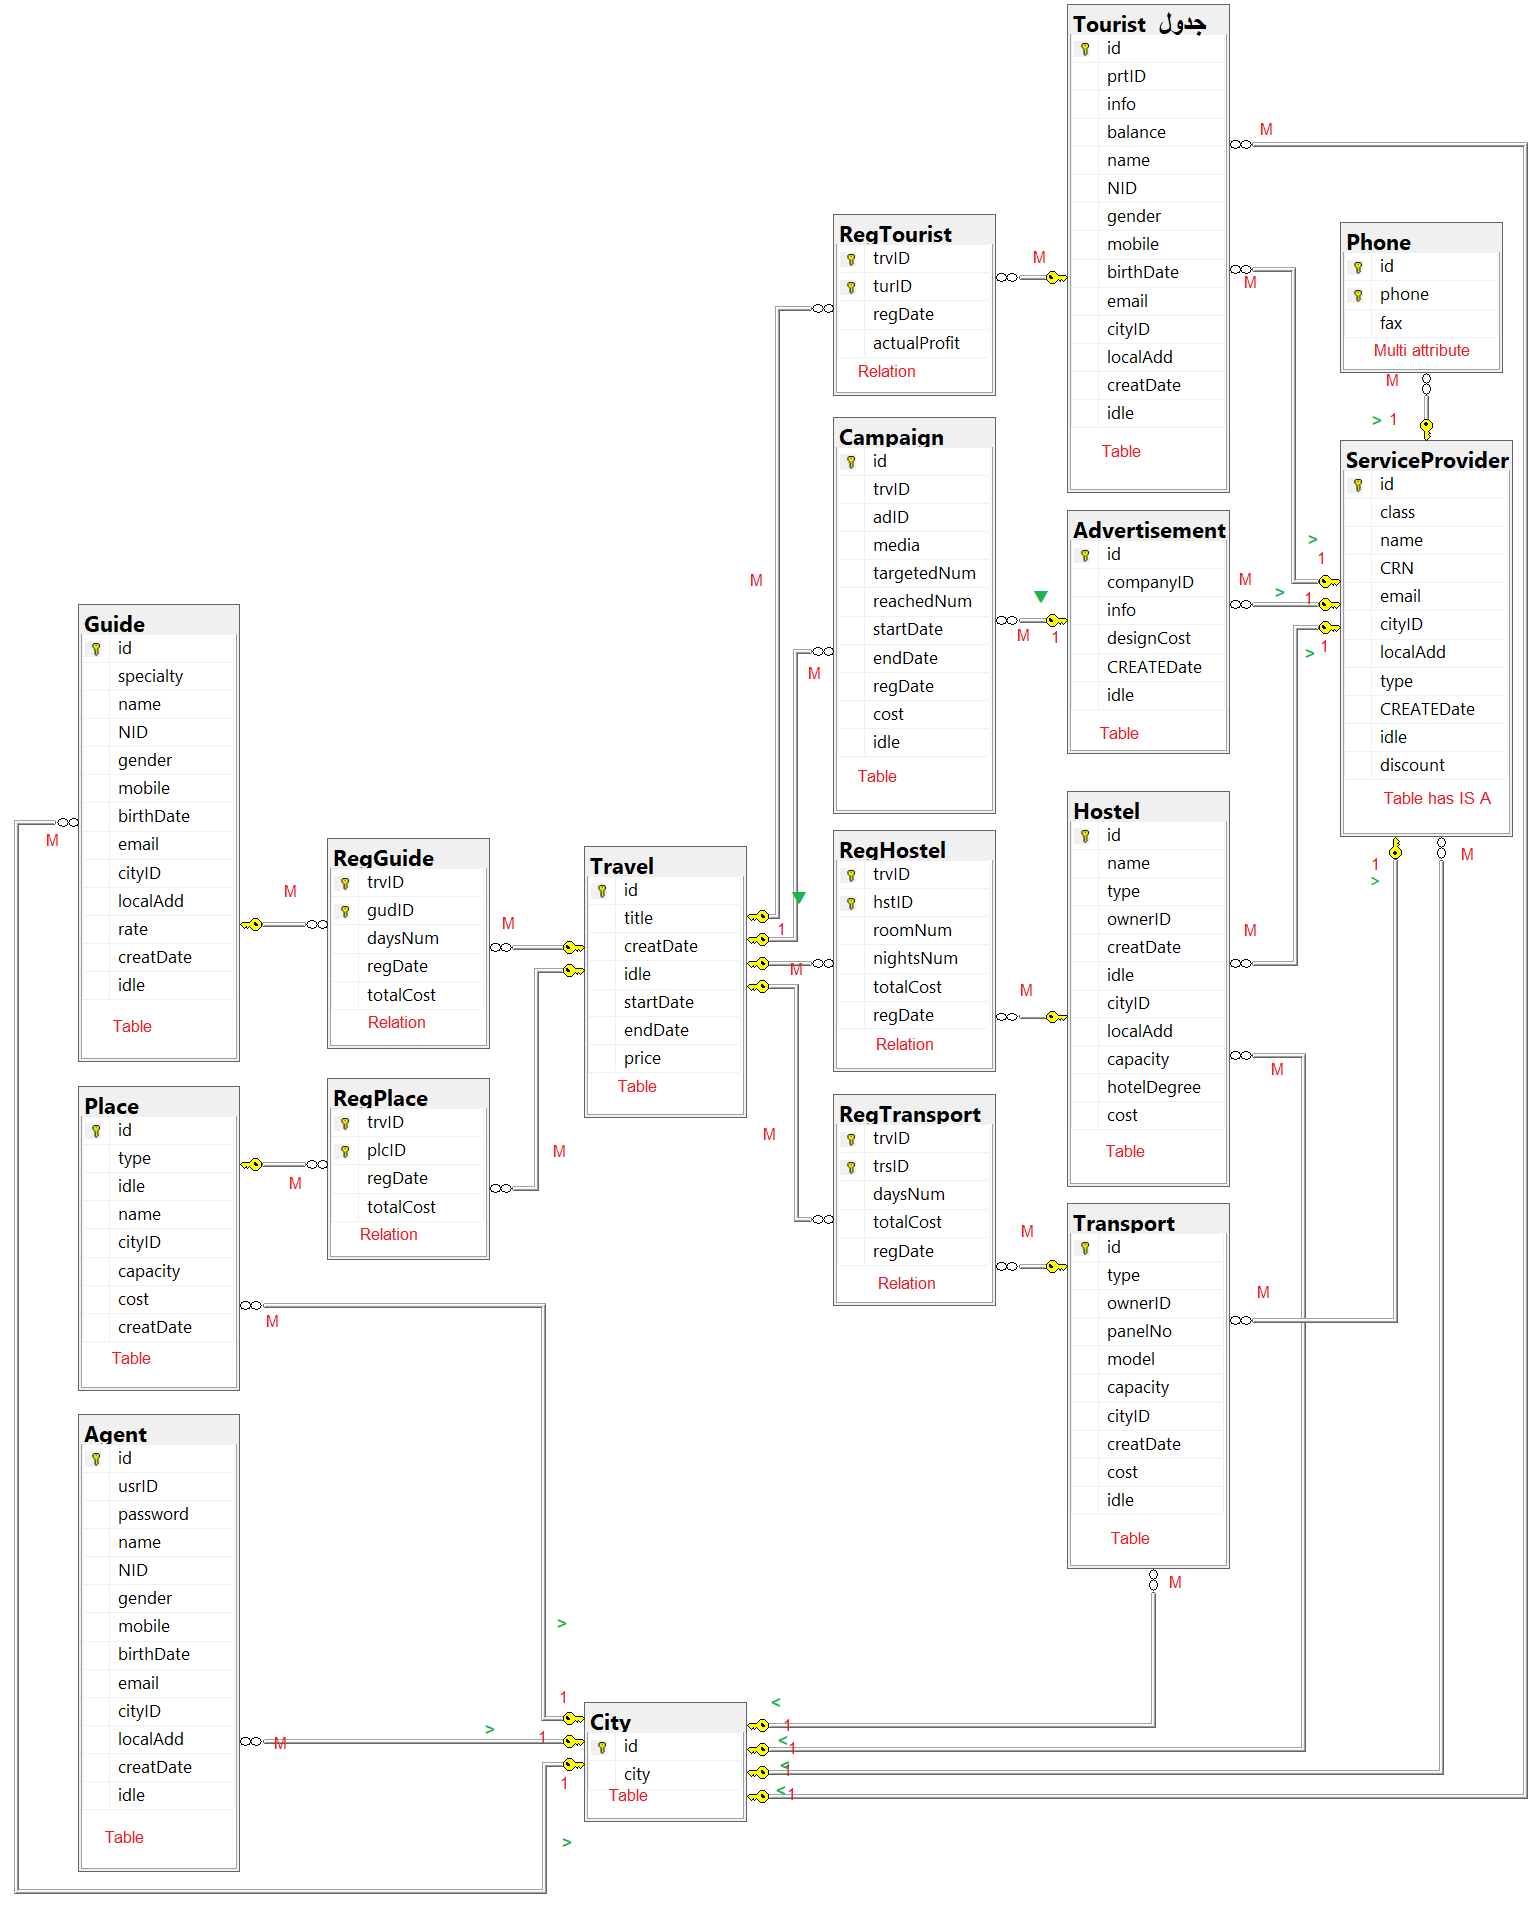 Tourist جدول
id
prtID
info
balance
name
NID
gender
mobile
birthDate
email
cityID
localAdd
creatDate
idle
Table
M
M
RegTourist
trvID
turID
regDate
actualProfit
Relation
M
M
Phone
id
phone
fax
Multi attribute
M
> 1
Campaign
id
trvID
adID
media
targetedNum
reachedNum
startDate
endDate
regDate
cost
idle
Table
M
M
1
Advertisement
id
companyID
info
designCost
CREATEDate
idle
Table
M
>
1
>
1
>
1
ServiceProvider
id
class
name
CRN
email
cityID
localAdd
type
CREATEDate
idle
discount
Table has IS A
1
>
M
Guide
id
specialty
name
NID
gender
mobile
birthDate
email
cityID
localAdd
rate
creatDate
idle
Table
M
M
RegGuide
trvID
gudID
daysNum
regDate
totalCost
Relation
M
Travel
id
title
creatDate
idle
startDate
endDate
price
Table
1
M
M
RegHostel
trvID
hstID
roomNum
nightsNum
totalCost
regDate
Relation
M
Hostel
id
name
type
ownerID
creatDate
idle
cityID
localAdd
capacity
hotelDegree
cost
Table
M
M
Place
id
type
idle
name
cityID
capacity
cost
creatDate
Table
M
M
RegPlace
trvID
plcID
regDate
totalCost
Relation
M
RegTransport
trvID
trsID
daysNum
totalCost
regDate
Relation
M
Transport
id
type
ownerID
panelNo
model
capacity
cityID
creatDate
cost
idle
Table
M
M
Agent
id
usrID
password
name
NID
gender
mobile
birthDate
email
cityID
localAdd
creatDate
idle
Table
M
>
1
>
1
1
>
City
id
city
Table
<
1
<
1
<
1
<
1